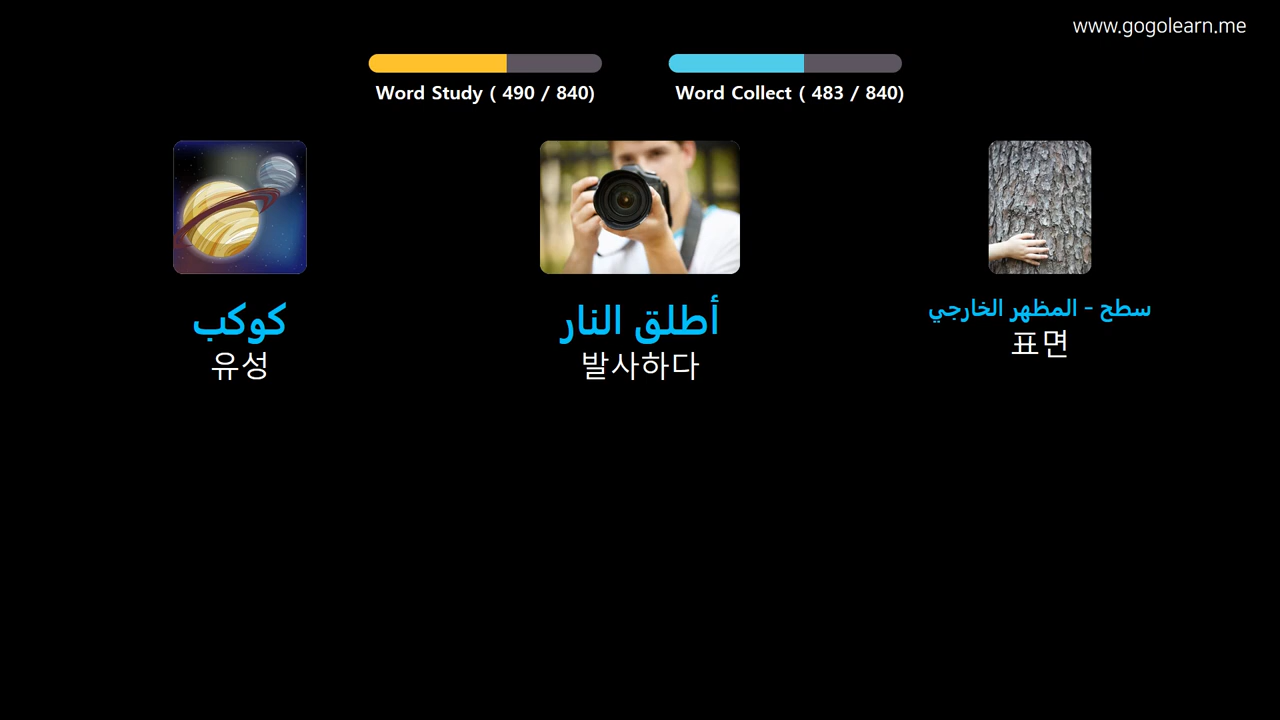 www.gogolearn.me
Word Study ( 490 / 840)
Word Collect ( 483 / 840)
كوكب
유성
أطلق النار
발사하다
سطح - المظهر الخارجي
표면